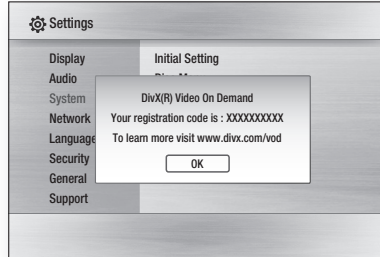 Settings
Display
Audio
System
Network
Language
Security
General
Support
Initial Setting
DivX(R) Video On Demand
Your registration code is : XXXXXXXXXX
To learn more visit www.divx.com/vod
OK